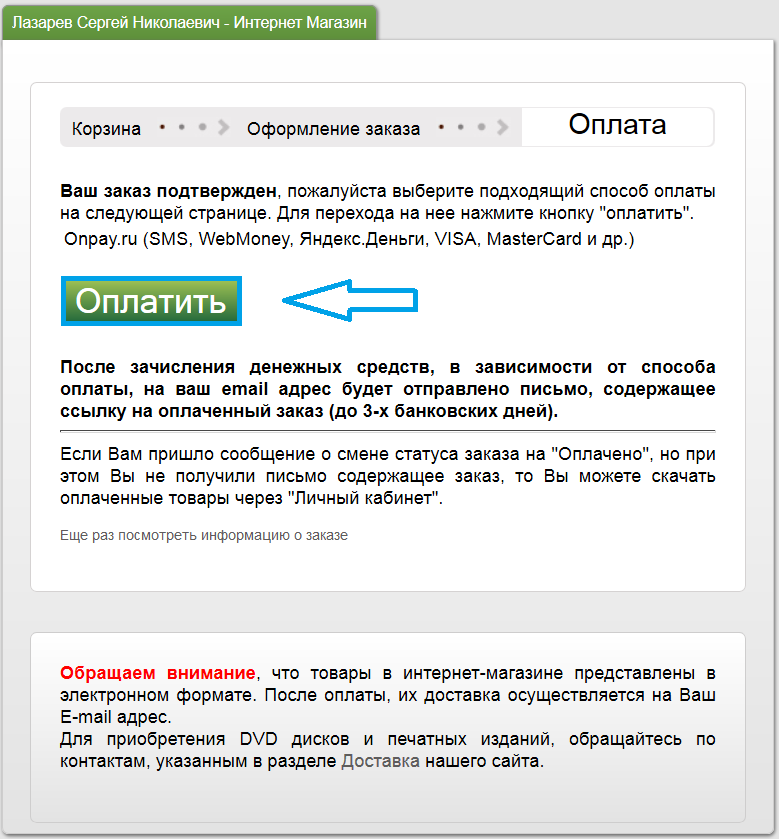 Лазарев Сергей Николаевич - Интернет Магазин
Корзина Оформление заказа Оплата
Ваш заказ подтвержден, пожалуйста выберите подходящий способ оплаты
на следующей странице. Для перехода на нее нажмите кнопку "оплатить".
Onpay.ru (SMS, WebMoney, Яндекс.Деньги, VISA, MasterCard и др.)
Оплатить
После зачисления денежных средств, в зависимости от способа
оплаты, на ваш email адрес будет отправлено письмо, содержащее
ссылку на оплаченный заказ (до 3-х банковских дней).
Если Вам пришло сообщение о смене статуса заказа на "Оплачено", но при
этом Вы не получили письмо содержащее заказ, то Вы можете скачать
оплаченные товары через "Личный кабинет".
Еще раз посмотреть информацию о заказе
Обращаем внимание, что товары в интернет-магазине представлены в
электронном формате. После оплаты, их доставка осуществляется на Ваш
E-mail адрес.
Для приобретения DVD дисков и печатных изданий, обращайтесь по
контактам, указанным в разделе Доставка нашего сайта.